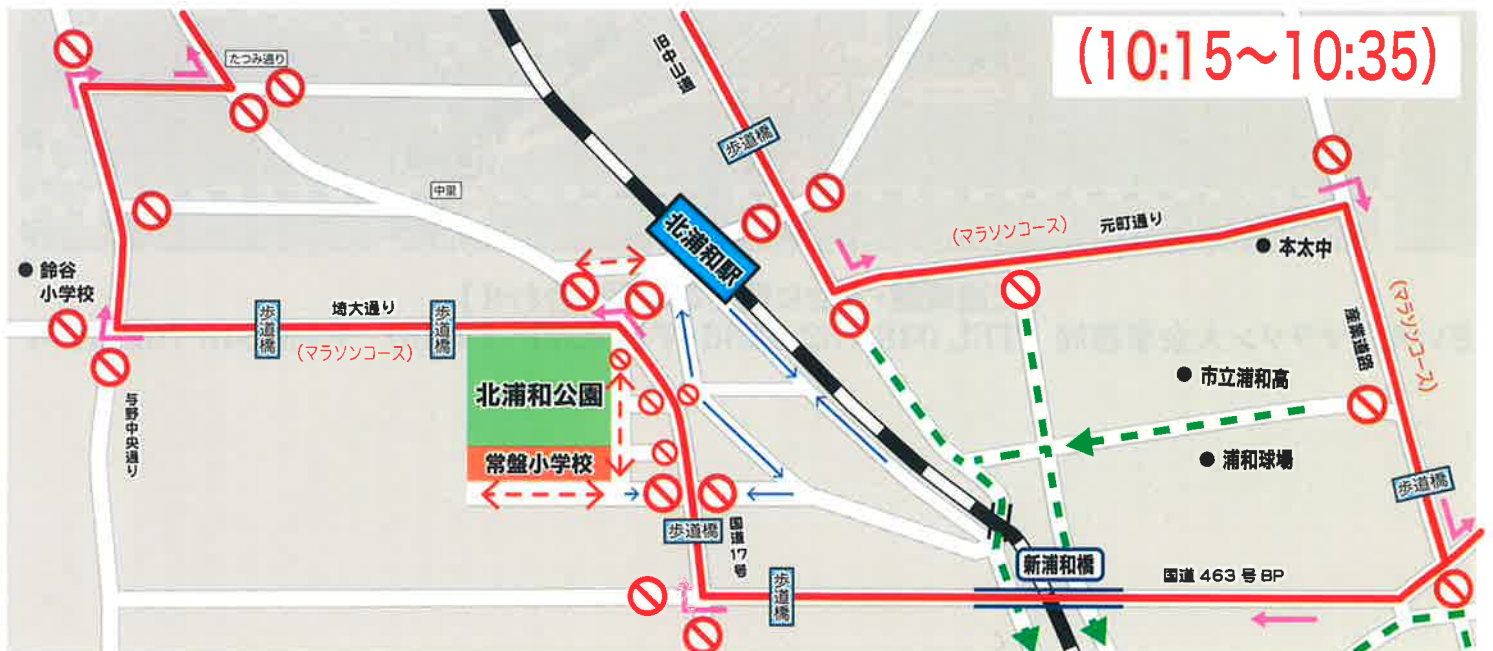 (10:15～10:35)
たつみ通り
旧中山道
歩道橋
中里
北浦和駅
(マラソンコース)
元町通り
本太中
鈴谷
小学校
歩道橋
埼大通り
歩道橋
(マラソンコース)
産業道路
(マラソンコース)
北浦和公園
市立浦和高
与野中央通り
常盤小学校
浦和球場
歩道橋
歩道橋
国道17号
新浦和橋
国道463号BP
歩道橋